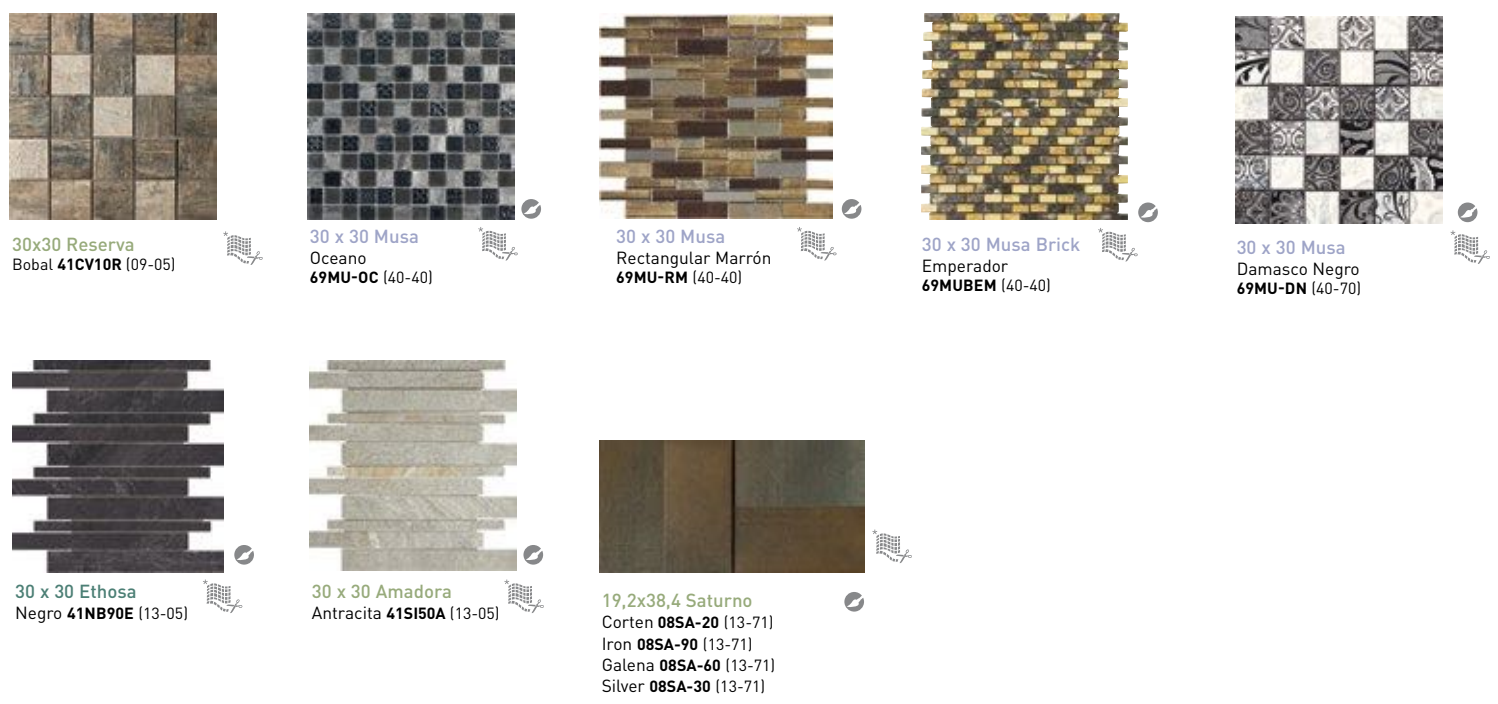 30x30 Reserva
Bobal 41CV10R (09-05)
30 x 30 Musa
Oceano
69MU-OC (40-40)
30 x 30 Musa
Rectangular Marrón
69MU-RM (40-40)
30 x 30 Musa Brick
Emperador
69MUBEM (40-40)
30 x 30 Musa
Damasco Negro
69MU-DN (40-70)
30 x 30 Ethosa
Negro 41NB90E (13-05)
30 x 30 Amadora
Antracita 41SI50A (13-05)
19,2x38,4 Saturno
Corten 08SA-20 (13-71)
Iron 08SA-90 (13-71)
Galena 08SA-60 (13-71)
Silver 08SA-30 (13-71)